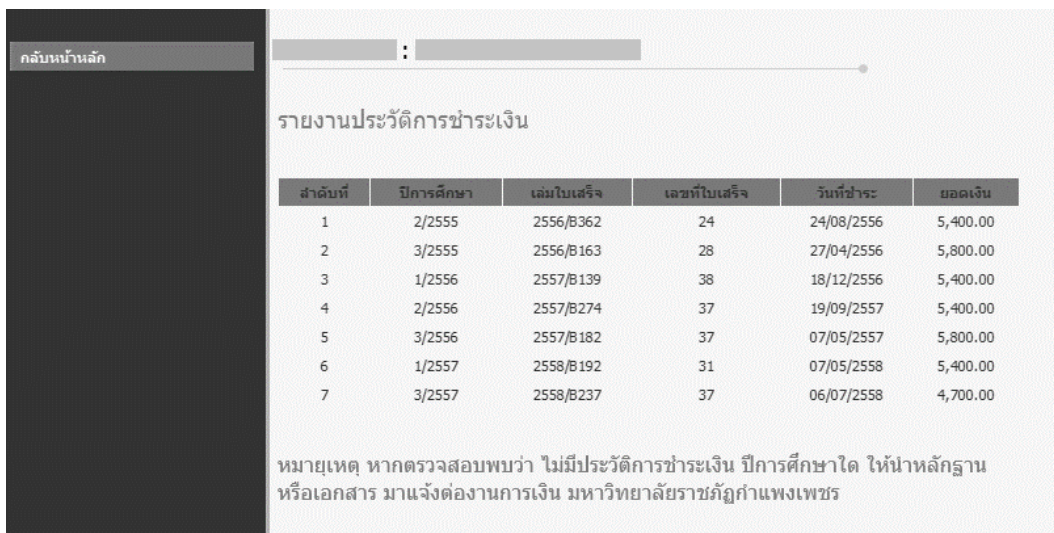 กลับหน้าหลัก
:
รายงานประวัติการชำระเงิน
ลำดับที่ ปีการศึกษา เล่มใบเสร็จ เลขที่ใบเสร็จ วันที่ชำระ ยอดเงิน
1 2/2555 2556/B362 24 24/08/2556 5,400.00
2 3/2555 2556/B163 28 27/04/2556 5,800.00
3 1/2556 2557/B139 38 18/12/2556 5,400.00
4 2/2556 2557/B274 37 19/09/2557 5,400.00
5 3/2556 2557/B182 37 07/05/2557 5,800.00
6 1/2557 2558/B192 31 07/05/2558 5,400.00
7 3/2557 2558/B237 37 06/07/2558 4,700.00
หมายุเหตุ หากตรวจสอบพบว่า ไม่มีประวัติการชำระเงิน ปีการศึกษาใด ให้นำหลักฐาน
หรือเอกสาร มาแจ้งต่องานการเงิน มหาวิทยาลัยราชภัฏกำแพงเพชร